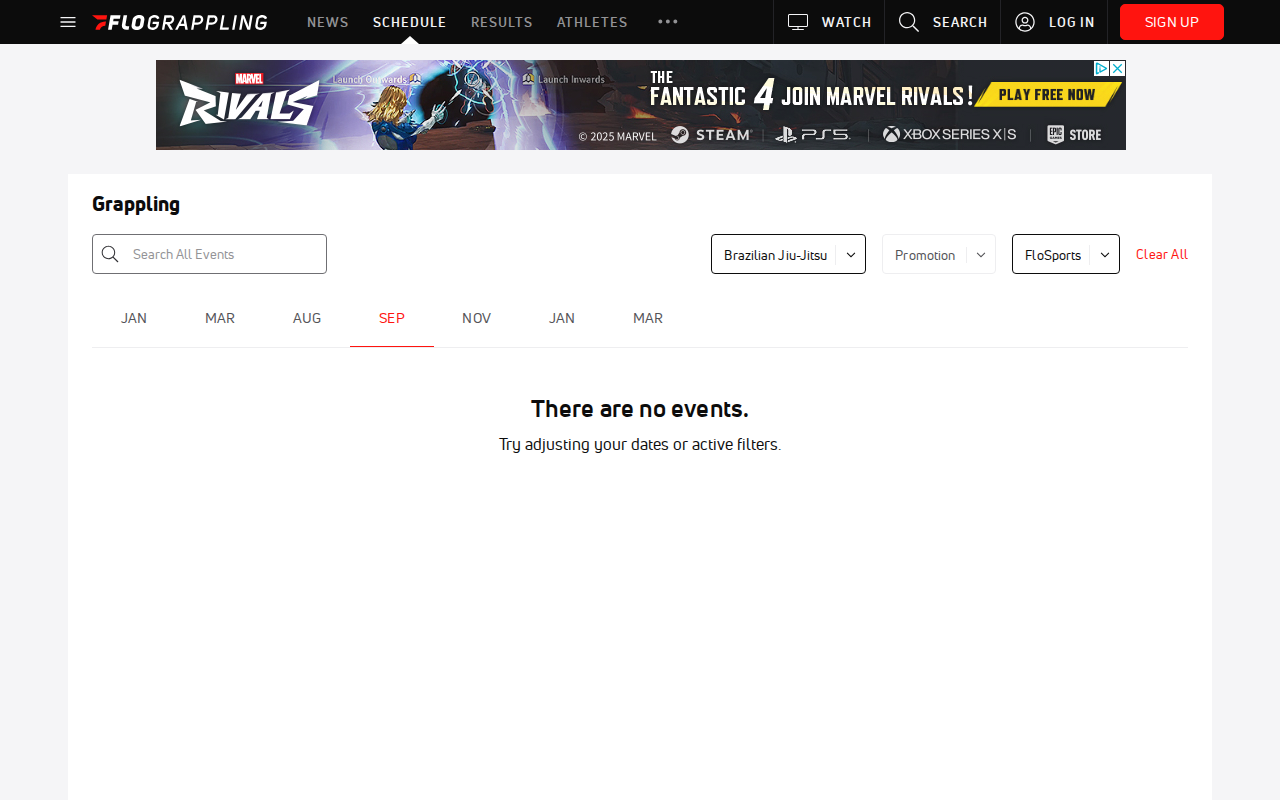 FLOGRAPPLING
NEWS
SCHEDULE
RESULTS
ATHLETES
WATCH
SEARCH
LOG IN
SIGN UP
MARVEL
RIVALS
Launch Onwards
Launch Inwards
THE
FANTASTIC 4 JOIN MARVEL RIVALS!
PLAY FREE NOW
© 2025 MARVEL
STEAM
PS5
XBOX SERIES X|S
EPIC GAMES
STORE
Grappling
Search All Events
Brazilian Jiu-Jitsu
Promotion
FloSports
Clear All
JAN
MAR
AUG
SEP
NOV
JAN
MAR
There are no events.
Try adjusting your dates or active filters.